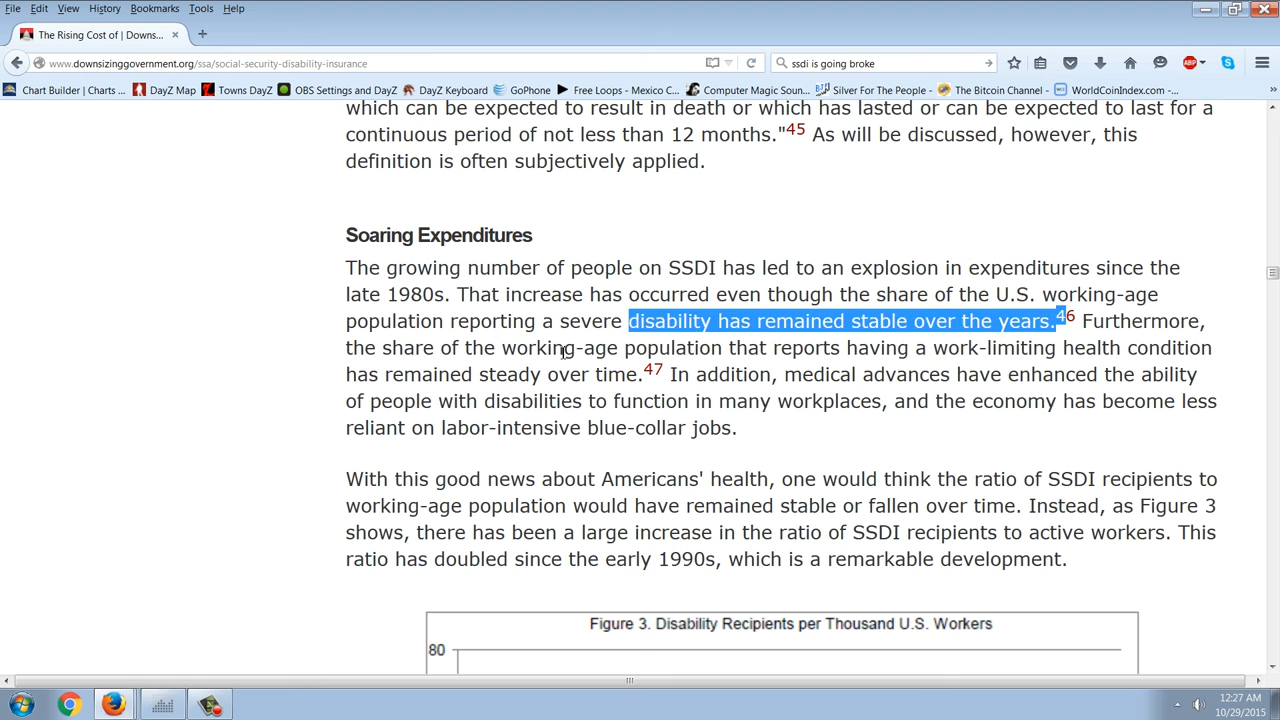 File Edit View History Bookmarks Tools Help
The Rising Cost of | Downs...
www.downsizinggovernment.org/ssa/social-security-disability-insurance
ssdi is going broke
ABP
Chart Builder | Charts ... DayZ Map Towns DayZ OBS Settings and DayZ DayZ Keyboard GoPhone Free Loops - Mexico C... Computer Magic Sound... Silver For The People - The Bitcoin Channel - WorldCoinIndex.com - ...
which can be expected to result in death or which has lasted or can be expected to last for a
continuous period of not less than 12 months."45 As will be discussed, however, this
definition is often subjectively applied.
Soaring Expenditures
The growing number of people on SSDI has led to an explosion in expenditures since the
late 1980s. That increase has occurred even though the share of the U.S. working-age
population reporting a severe disability has remained stable over the years.46 Furthermore,
the share of the working-age population that reports having a work-limiting health condition
has remained steady over time.47 In addition, medical advances have enhanced the ability
of people with disabilities to function in many workplaces, and the economy has become less
reliant on labor-intensive blue-collar jobs.
With this good news about Americans' health, one would think the ratio of SSDI recipients to
working-age population would have remained stable or fallen over time. Instead, as Figure 3
shows, there has been a large increase in the ratio of SSDI recipients to active workers. This
ratio has doubled since the early 1990s, which is a remarkable development.
Figure 3. Disability Recipients per Thousand U.S. Workers
80
12:27 AM
10/29/2015